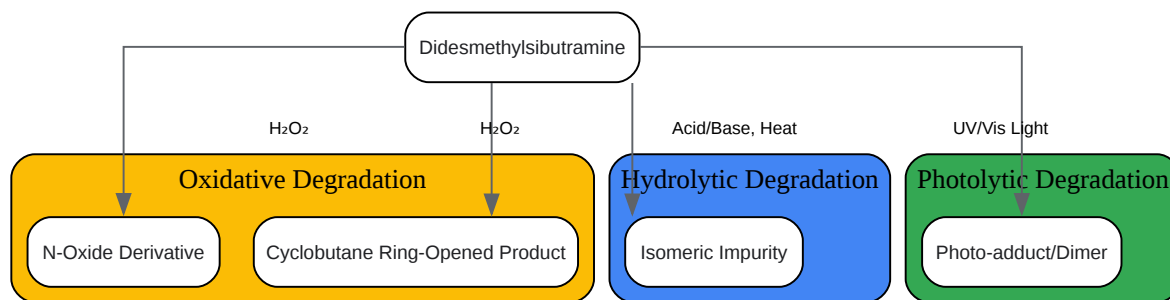 Didesmethylsibutramine
H₂O₂
H₂O₂
Acid/Base, Heat
UV/Vis Light
Oxidative Degradation
Hydrolytic Degradation
Photolytic Degradation
N-Oxide Derivative
Cyclobutane Ring-Opened Product
Isomeric Impurity
Photo-adduct/Dimer